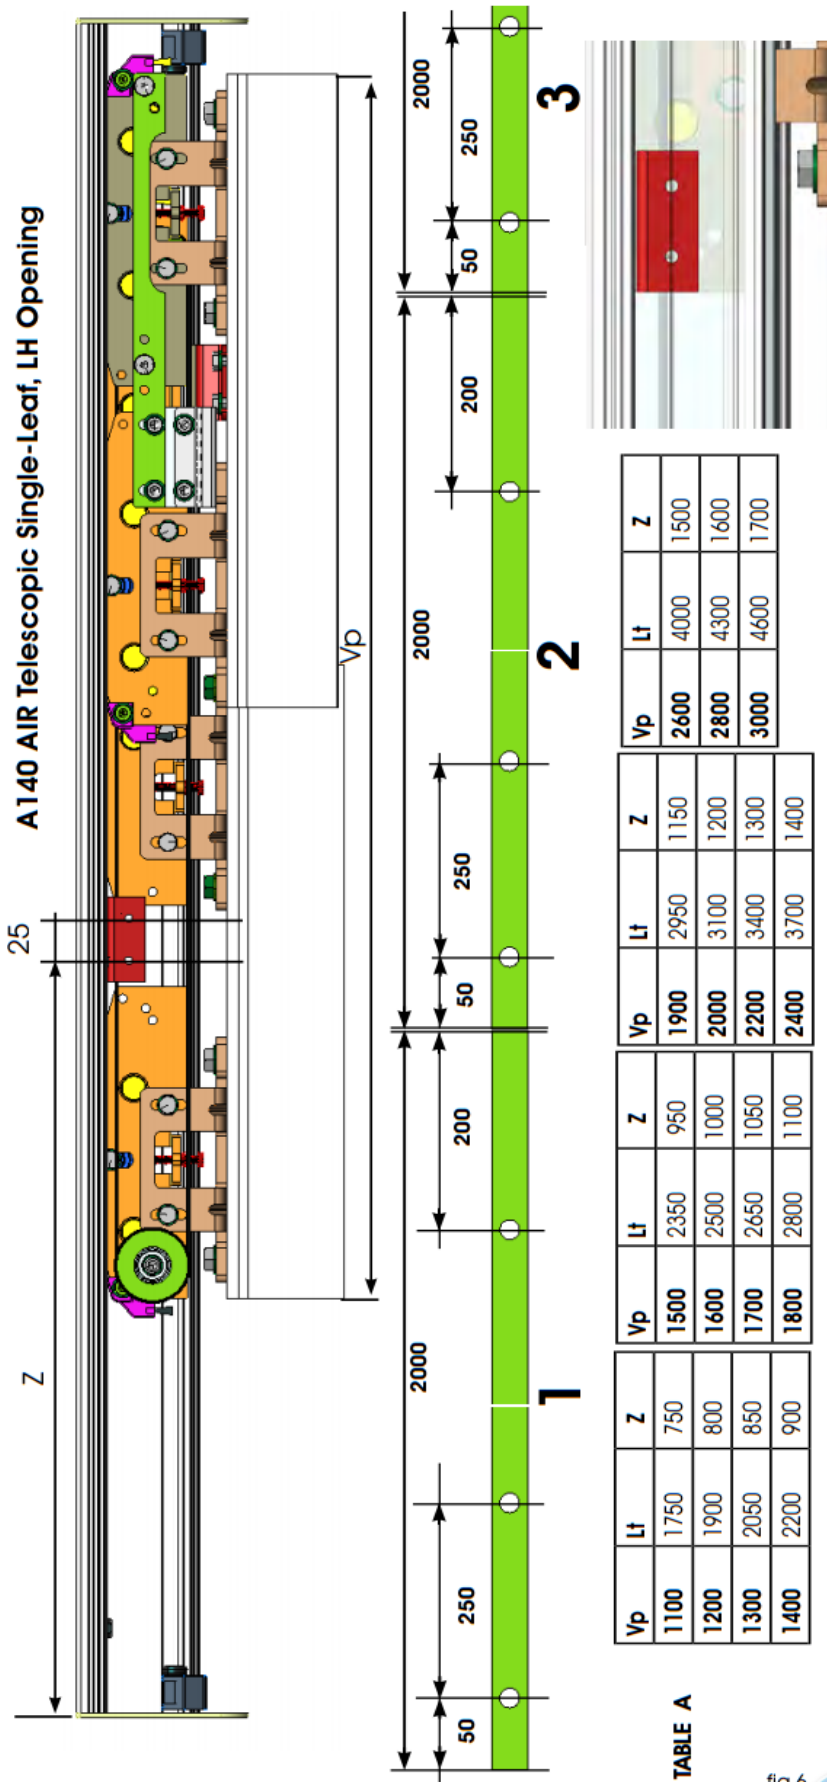 A140 AIR Telescopic Single-Leaf, LH Opening
Z 25
Vp
2000 2000 2000
50 250 200 50 250 200 50 250
1 2 3
TABLE A
Vp Lt Z
1100 1750 750
1200 1900 800
1300 2050 850
1400 2200 900
Vp Lt Z
1500 2350 950
1600 2500 1000
1700 2650 1050
1800 2800 1100
Vp Lt Z
1900 2950 1150
2000 3100 1200
2200 3400 1300
2400 3700 1400
Vp Lt Z
2600 4000 1500
2800 4300 1600
3000 4600 1700